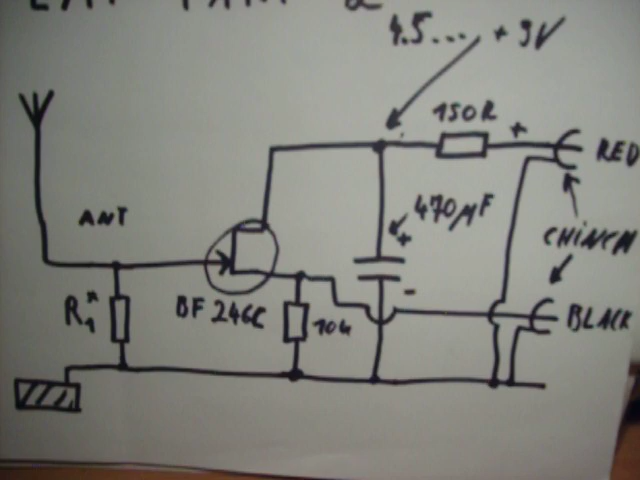 4.5... + 9V
150R
+
RED
ANT
470µF
+
CHINCH
-
R1*
BF 246C
10k
BLACK